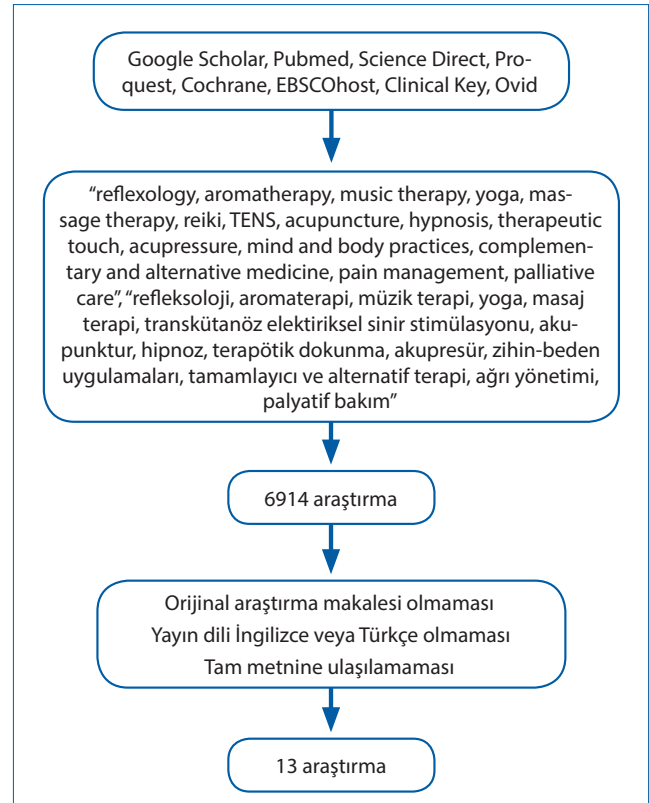 Google Scholar, Pubmed, Science Direct, Pro-
quest, Cochrane, EBSCOhost, Clinical Key, Ovid
“reflexology, aromatherapy, music therapy, yoga, mas-
sage therapy, reiki, TENS, acupuncture, hypnosis, therapeutic
touch, acupressure, mind and body practices, complemen-
tary and alternative medicine, pain management, palliative
care”, “refleksoloji, aromaterapi, müzik terapi, yoga, masaj
terapi, transkütanöz elektiriksel sinir stimülasyonu, aku-
punktur, hipnoz, terapötik dokunma, akupresür, zihin-beden
uygulamaları, tamamlayıcı ve alternatif terapi, ağrı yönetimi,
palyatif bakım”
6914 araştırma
Orijinal araştırma makalesi olmaması
Yayın dili İngilizce veya Türkçe olmaması
Tam metnine ulaşılamaması
13 araştırma